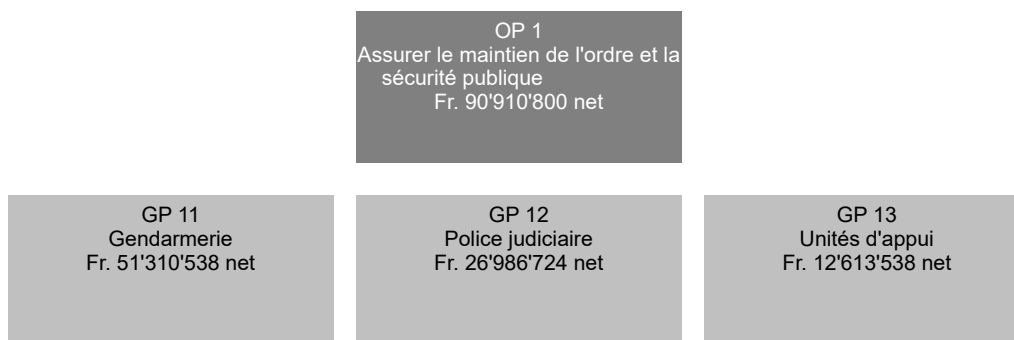 OP 1
Assurer le maintien de l'ordre et la
sécurité publique
Fr. 90'910'800 net
GP 11
Gendarmerie
Fr. 51'310'538 net
GP 12
Police judiciaire
Fr. 26'986'724 net
GP 13
Unités d'appui
Fr. 12'613'538 net